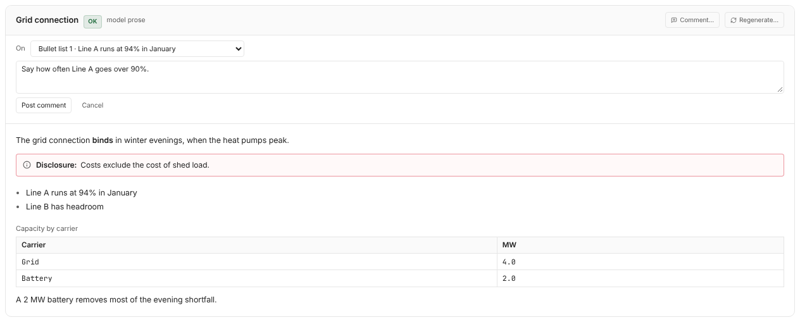 Grid connection OK model prose Comment... Regenerate...
On Bullet list 1 · Line A runs at 94% in January
Say how often Line A goes over 90%.
Post comment Cancel
The grid connection binds in winter evenings, when the heat pumps peak.
Disclosure: Costs exclude the cost of shed load.
• Line A runs at 94% in January
• Line B has headroom
Capacity by carrier
Carrier MW
Grid 4.0
Battery 2.0
A 2 MW battery removes most of the evening shortfall.